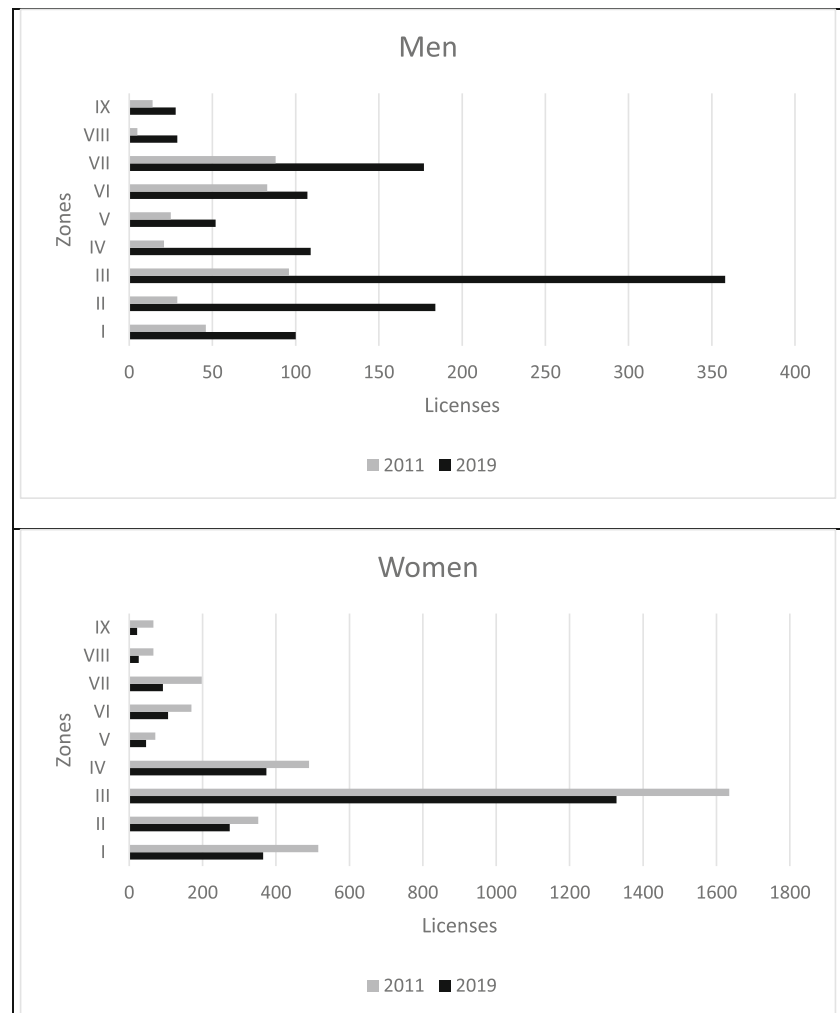 Men
IX
VIII
VII
VI
V
IV
III
II
I
Zones
0 50 100 150 200 250 300 350 400
Licenses
2011 2019
Women
IX
VIII
VII
VI
V
IV
III
II
I
Zones
0 200 400 600 800 1000 1200 1400 1600 1800
Licenses
2011 2019